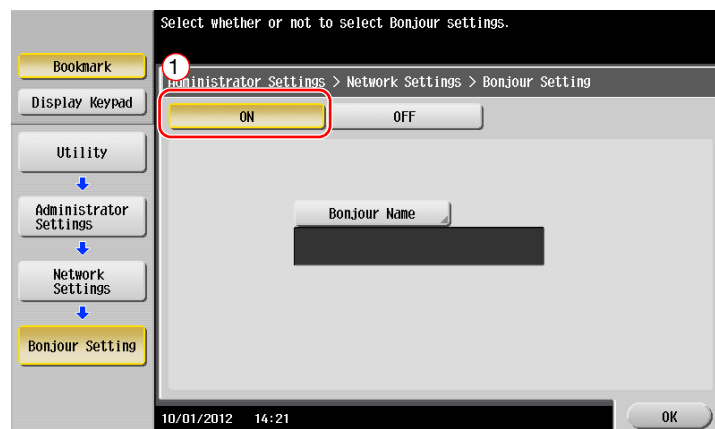 Select whether or not to select Bonjour settings.
Bookmark
Display Keypad
1
Administrator Settings > Network Settings > Bonjour Setting
ON
OFF
Utility
Administrator
Settings
Network
Settings
Bonjour Setting
Bonjour Name
10/01/2012 14:21
OK